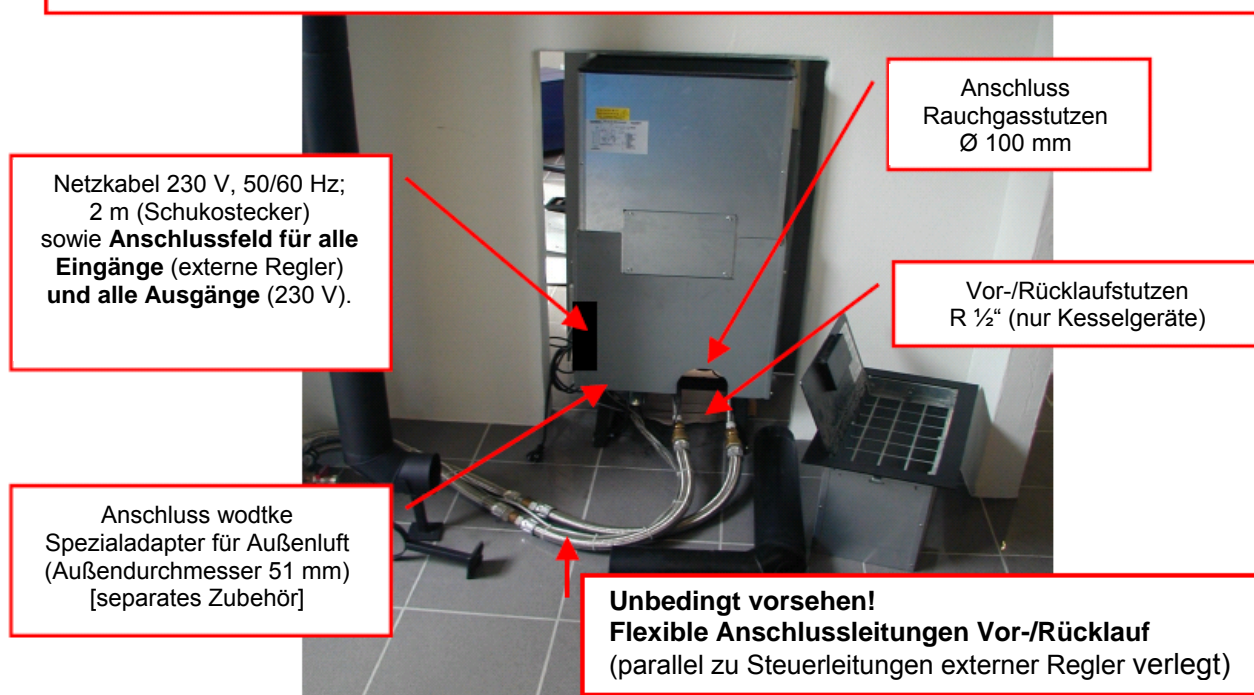 Anschluss
Rauchgasstutzen
Ø 100 mm
Netzkabel 230 V, 50/60 Hz;
2 m (Schukostecker)
sowie Anschlussfeld für alle
Eingänge (externe Regler)
und alle Ausgänge (230 V).
Vor-/Rücklaufstutzen
R ½“ (nur Kesselgeräte)
Anschluss wodtke
Spezialadapter für Außenluft
(Außendurchmesser 51 mm)
[separates Zubehör]
Unbedingt vorsehen!
Flexible Anschlussleitungen Vor-/Rücklauf
(parallel zu Steuerleitungen externer Regler verlegt)